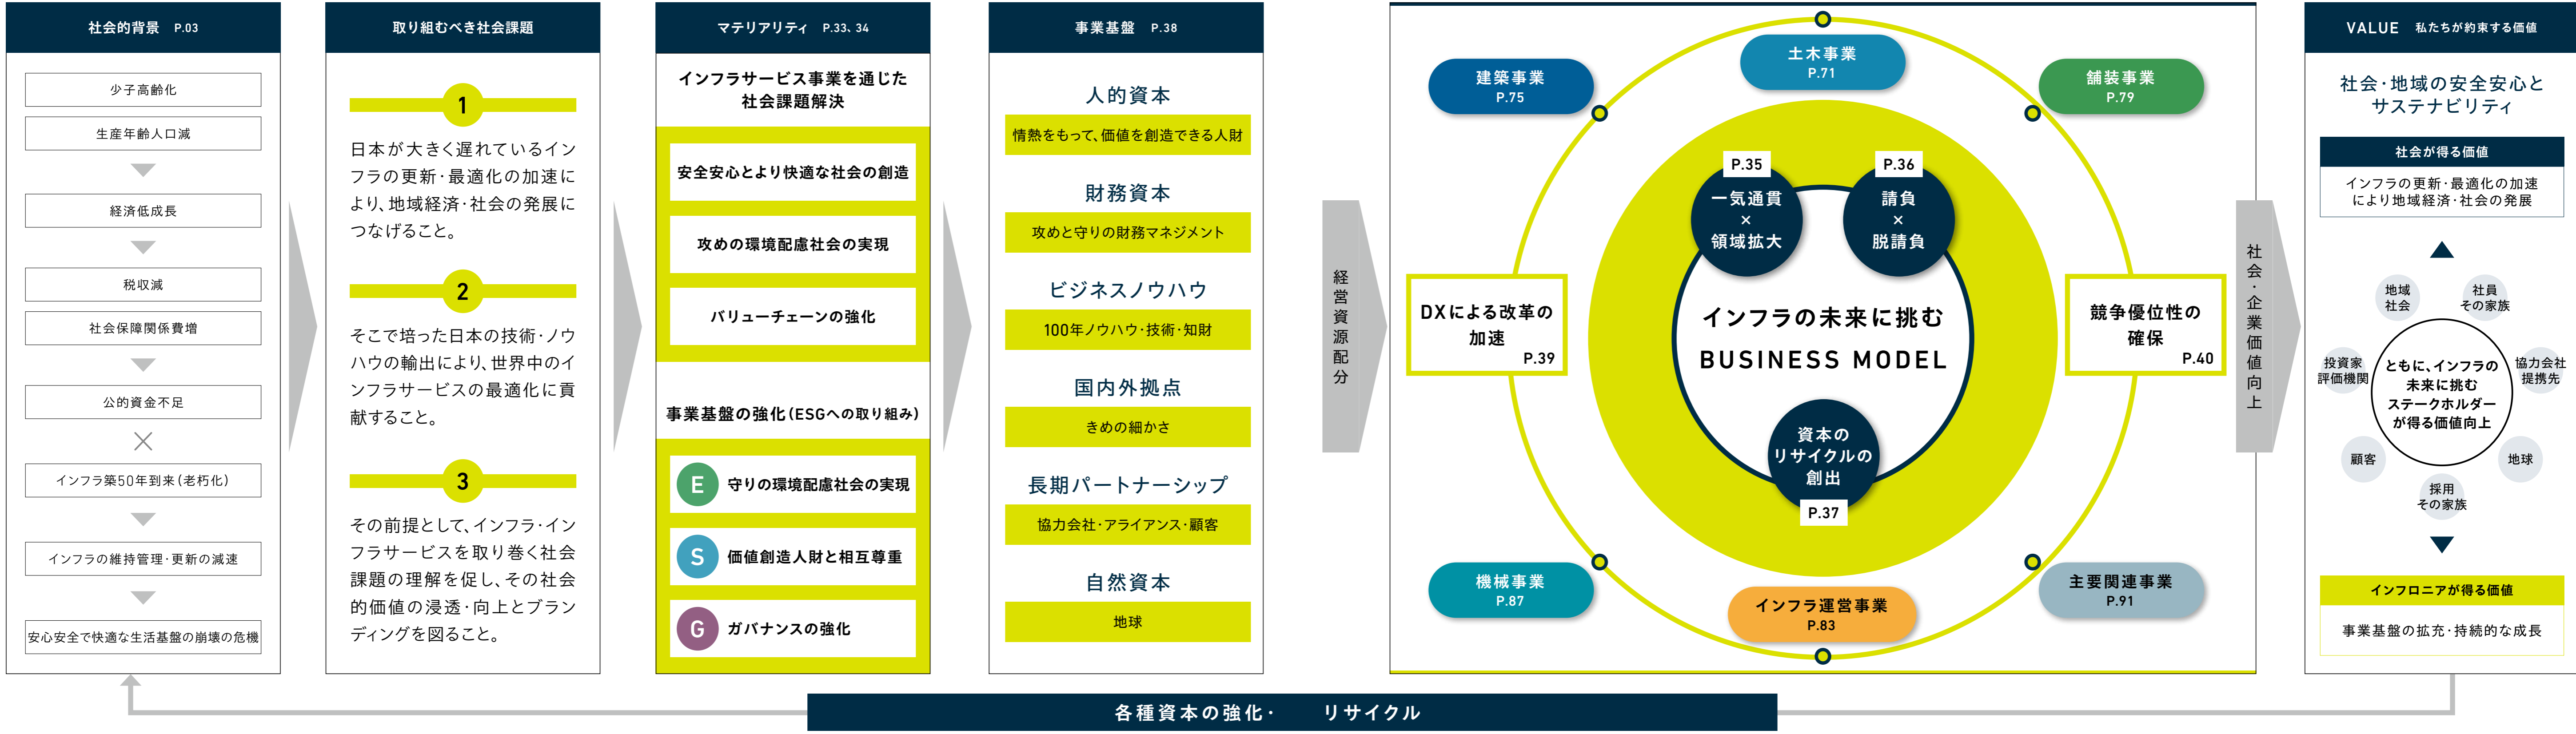 社会的背景 P.03
少子高齢化
生産年齢人口減
経済低成長
税収減
社会保障関係費増
公的資金不足
×
インフラ築50年到来(老朽化)
インフラの維持管理・更新の減速
安心安全で快適な生活基盤の崩壊の危機
取り組むべき社会課題
1
日本が大きく遅れているイン
フラの更新・最適化の加速に
より、地域経済・社会の発展に
つなげること。
2
そこで培った日本の技術・ノウ
ハウの輸出により、世界中のイ
ンフラサービスの最適化に貢
献すること。
3
その前提として、インフラ・イン
フラサービスを取り巻く社会
課題の理解を促し、その社会
的価値の浸透・向上とブラン
ディングを図ること。
マテリアリティ P.33、34
インフラサービス事業を通じた
社会課題解決
安全安心とより快適な社会の創造
攻めの環境配慮社会の実現
バリューチェーンの強化
事業基盤の強化(ESGへの取り組み)
E 守りの環境配慮社会の実現
S 価値創造人財と相互尊重
G ガバナンスの強化
事業基盤 P.38
人的資本
情熱をもって、価値を創造できる人財
財務資本
攻めと守りの財務マネジメント
ビジネスノウハウ
100年ノウハウ・技術・知財
国内外拠点
きめの細かさ
長期パートナーシップ
協力会社・アライアンス・顧客
自然資本
地球
経営資源配分
建築事業
P.75
土木事業
P.71
舗装事業
P.79
P.35
一気通貫
×
領域拡大
P.36
請負
×
脱請負
DXによる改革の
加速
P.39
インフラの未来に挑む
BUSINESS MODEL
競争優位性の
確保
P.40
資本の
リサイクルの
創出
P.37
機械事業
P.87
インフラ運営事業
P.83
主要関連事業
P.91
社会・企業価値向上
VALUE 私たちが約束する価値
社会・地域の安全安心と
サステナビリティ
社会が得る価値
インフラの更新・最適化の加速
により地域経済・社会の発展
地域
社会
社員
その家族
投資家
評価機関
協力会社
提携先
ともに、インフラの
未来に挑む
ステークホルダー
が得る価値向上
顧客
地球
採用
その家族
インフロニアが得る価値
事業基盤の拡充・持続的な成長
各種資本の強化・ リサイクル